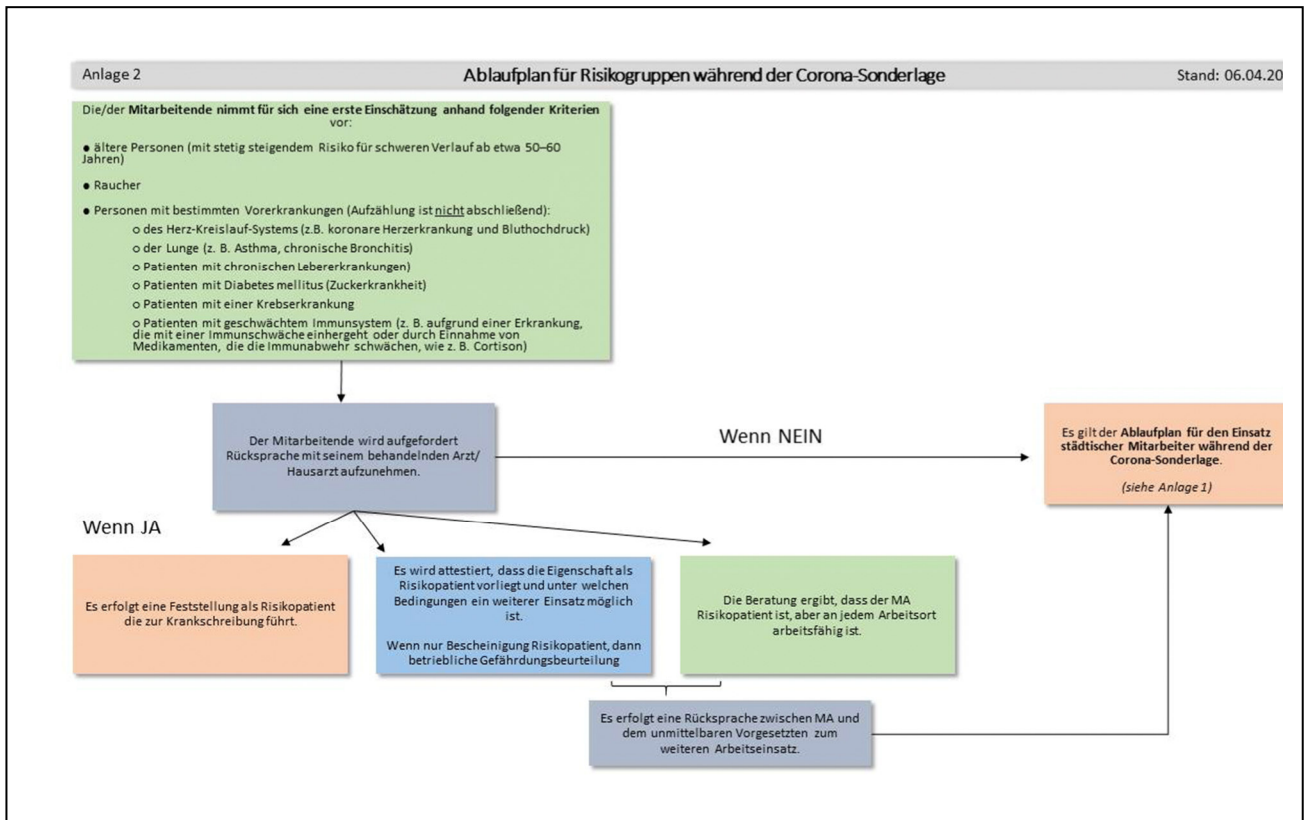 Anlage 2
Ablaufplan für Risikogruppen während der Corona-Sonderlage
Stand: 06.04.20
Die/der Mitarbeitende nimmt für sich eine erste Einschätzung anhand folgender Kriterien
vor:
● ältere Personen (mit stetig steigendem Risiko für schweren Verlauf ab etwa 50–60
Jahren)
● Raucher
● Personen mit bestimmten Vorerkrankungen (Aufzählung ist nicht abschließend):
o des Herz-Kreislauf-Systems (z.B. koronare Herzerkrankung und Bluthochdruck)
o der Lunge (z. B. Asthma, chronische Bronchitis)
o Patienten mit chronischen Lebererkrankungen)
o Patienten mit Diabetes mellitus (Zuckerkrankheit)
o Patienten mit einer Krebserkrankung
o Patienten mit geschwächtem Immunsystem (z. B. aufgrund einer Erkrankung,
die mit einer Immunschwäche einhergeht oder durch Einnahme von
Medikamenten, die die Immunabwehr schwächen, wie z. B. Cortison)
Der Mitarbeitende wird aufgefordert
Rücksprache mit seinem behandelnden Arzt/
Hausarzt aufzunehmen.
Wenn NEIN
Es gilt der Ablaufplan für den Einsatz
städtischer Mitarbeiter während der
Corona-Sonderlage.
(siehe Anlage 1)
Wenn JA
Es erfolgt eine Feststellung als Risikopatient
die zur Krankschreibung führt.
Es wird attestiert, dass die Eigenschaft als
Risikopatient vorliegt und unter welchen
Bedingungen ein weiterer Einsatz möglich
ist.
Wenn nur Bescheinigung Risikopatient, dann
betriebliche Gefährdungsbeurteilung
Die Beratung ergibt, dass der MA
Risikopatient ist, aber an jedem Arbeitsort
arbeitsfähig ist.
Es erfolgt eine Rücksprache zwischen MA und
dem unmittelbaren Vorgesetzten zum
weiteren Arbeitseinsatz.